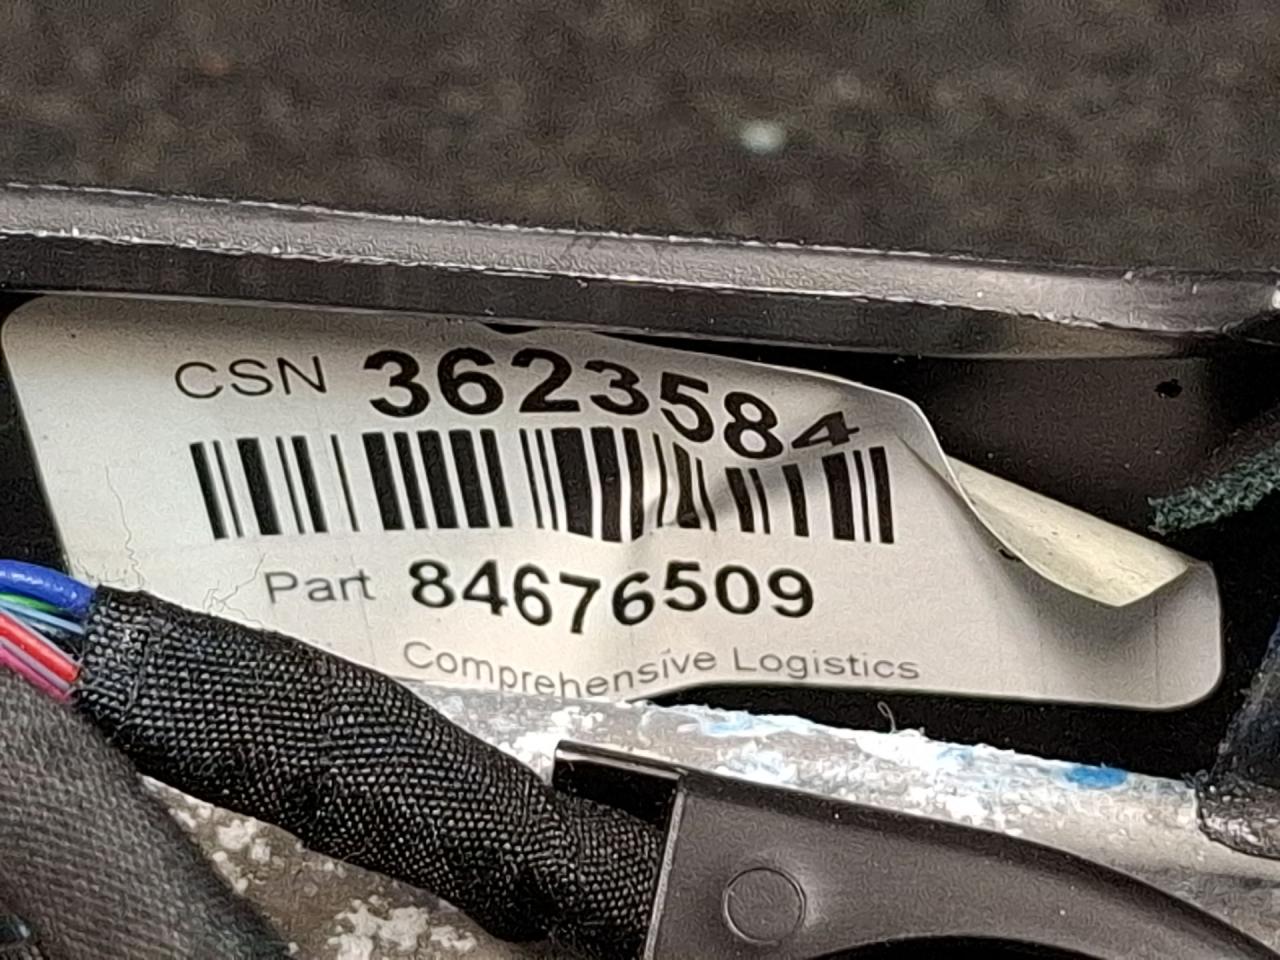 CSN 3623584
Part 84676509
Comprehensive Logistics